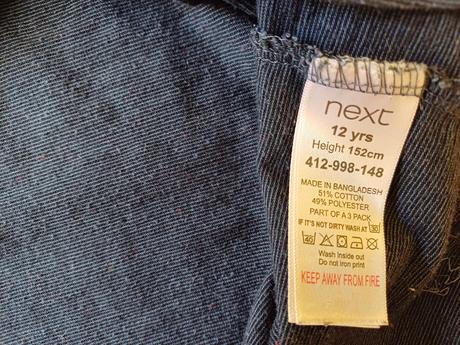 next
12 yrs
Height 152cm
412-998-148
MADE IN BANGLADESH
51% COTTON
49% POLYESTER
PART OF A 3 PACK
IF IT'S NOT DIRTY WASH AT 30
40
Wash Inside out
Do not iron print
KEEP AWAY FROM FIRE